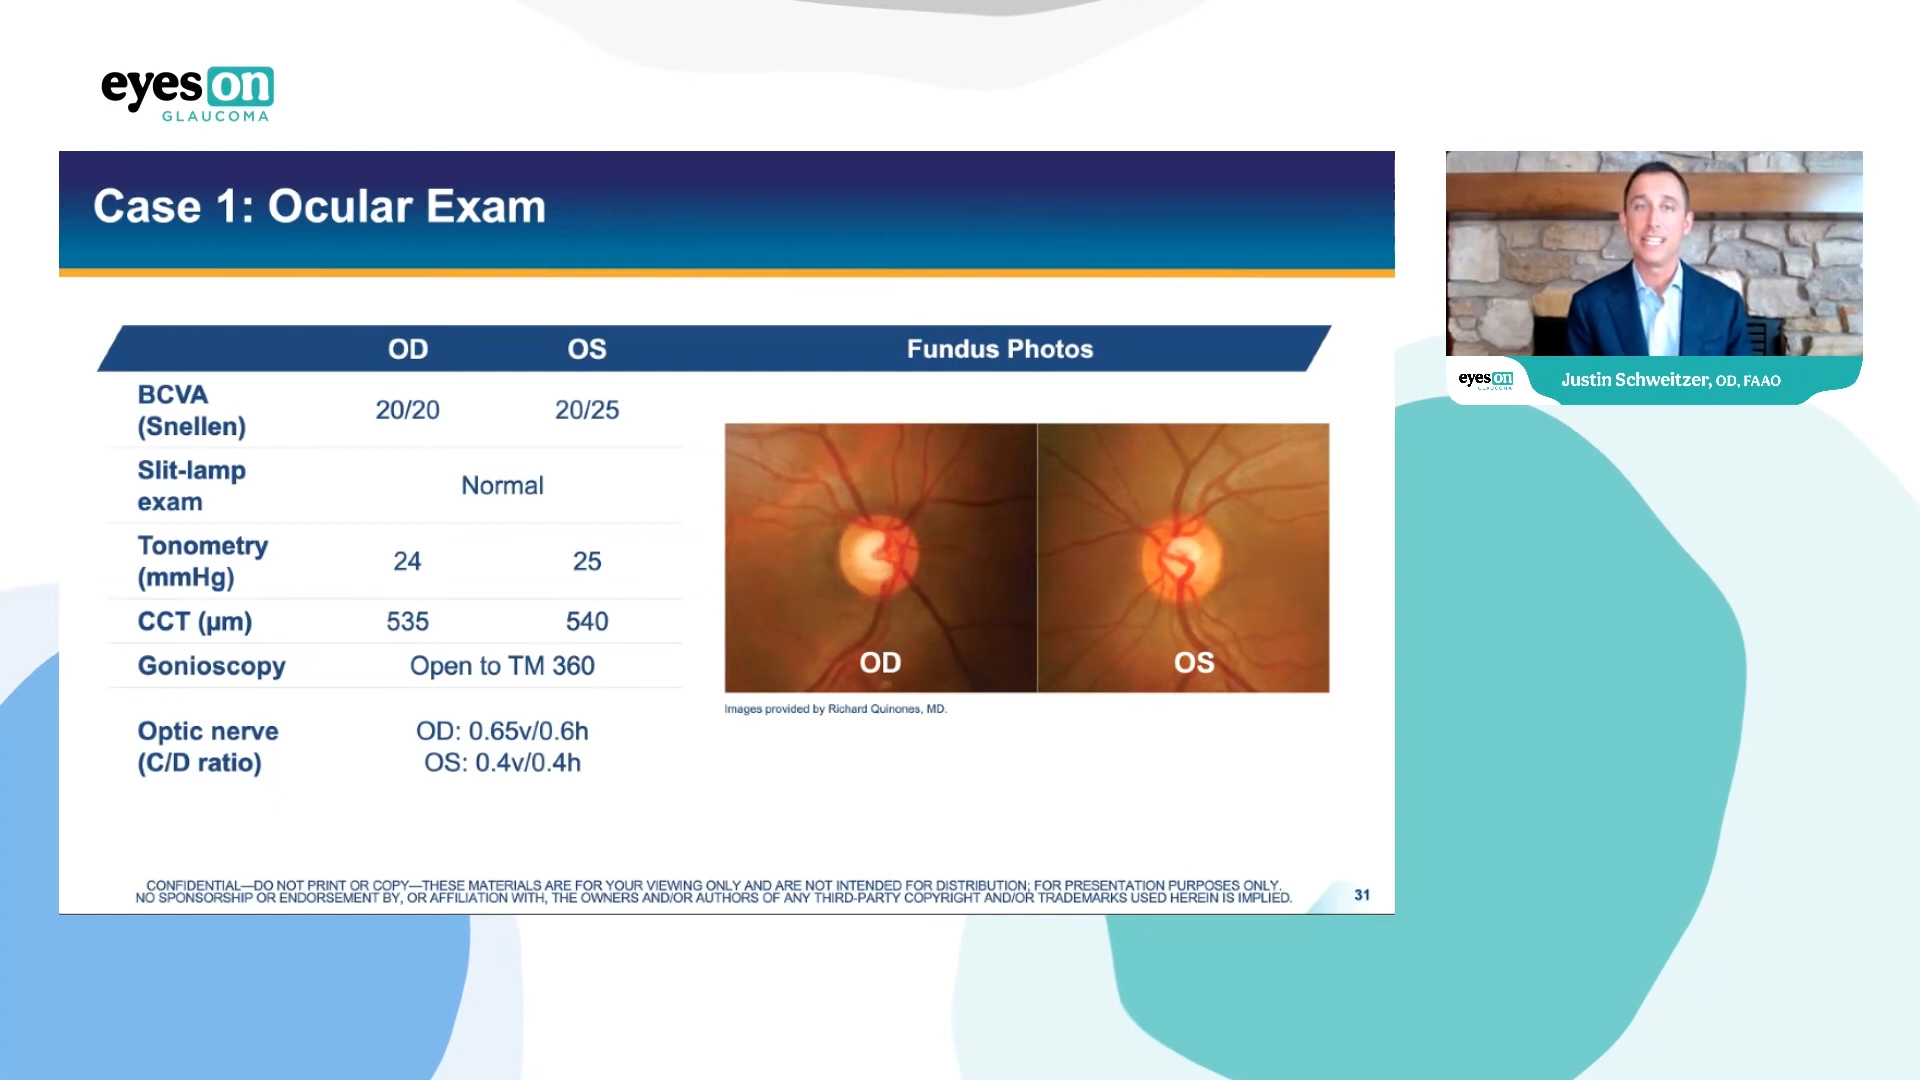 eyes on
GLAUCOMA
Case 1: Ocular Exam
OD OS Fundus Photos
BCVA
(Snellen)
20/20 20/25
Slit-lamp
exam
Normal
Tonometry
(mmHg)
24 25
CCT (µm) 535 540
Gonioscopy Open to TM 360
Optic nerve
(C/D ratio)
OD: 0.65v/0.6h
OS: 0.4v/0.4h
OD OS
Images provided by Richard Quinones, MD.
CONFIDENTIAL—DO NOT PRINT OR COPY—THESE MATERIALS ARE FOR YOUR VIEWING ONLY AND ARE NOT INTENDED FOR DISTRIBUTION; FOR PRESENTATION PURPOSES ONLY.
NO SPONSORSHIP OR ENDORSEMENT BY, OR AFFILIATION WITH, THE OWNERS AND/OR AUTHORS OF ANY THIRD-PARTY COPYRIGHT AND/OR TRADEMARKS USED HEREIN IS IMPLIED.
31
eyes on
GLAUCOMA
Justin Schweitzer, OD, FAAO